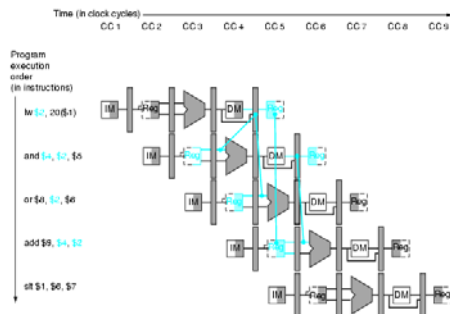 Time (in clock cycles)
CC 1 CC 2 CC 3 CC 4 CC 5 CC 6 CC 7 CC 8 CC 9
Program
execution
order
(in instructions)
lw $2, 20($1)
IM Reg DM Reg
and $4, $2, $5
IM Reg DM Reg
or $8, $2, $6
IM Reg DM Reg
add $9, $4, $2
IM Reg DM Reg
slt $1, $6, $7
IM Reg DM Reg